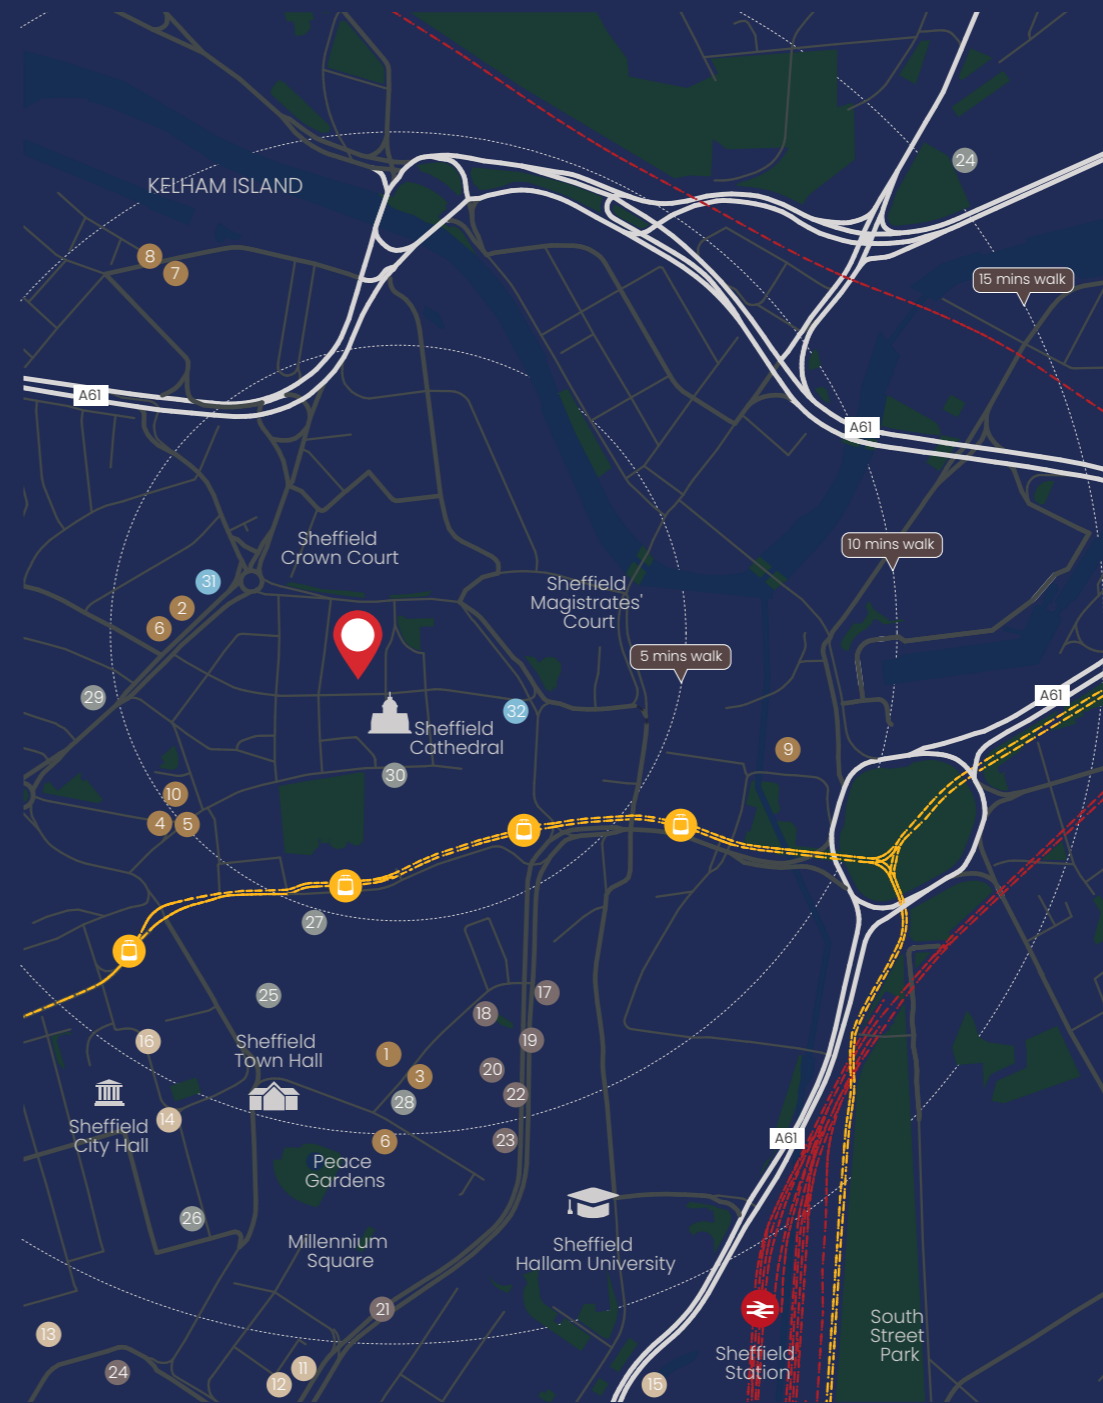 24
KELHAM ISLAND
8
7
15 mins walk
A61
A61
Sheffield
Crown Court
10 mins walk
31
2
6
Sheffield
Magistrates'
Court
5 mins walk
29
A61
32
Sheffield
Cathedral
9
30
10
4
5
27
25
17
18
16
Sheffield
Town Hall
19
1
3
20
22
28
14
Sheffield
City Hall
A61
6
23
Peace
Gardens
26
Millennium
Square
Sheffield
Hallam University
21
13
South
Street
Park
Sheffield
Station
24
11
12
15